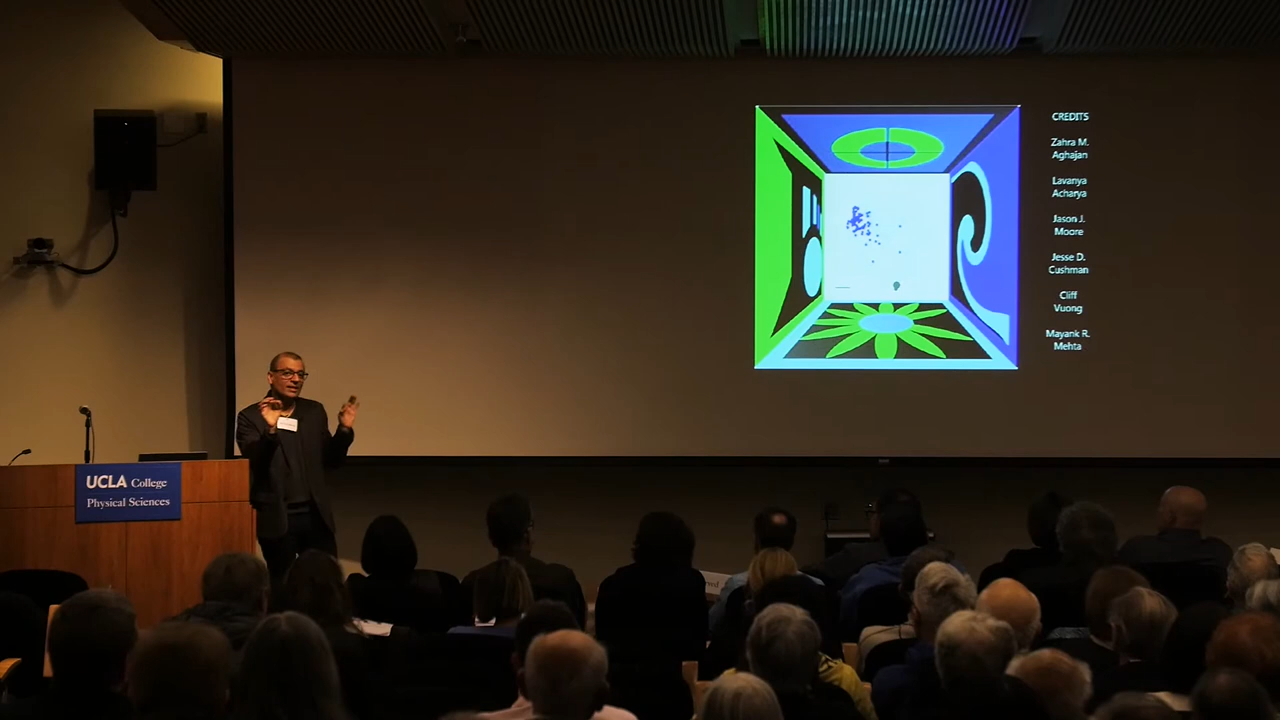 CREDITS
Zahra M.
Aghajan
Lavanya
Acharya
Jason J.
Moore
Jesse D.
Cushman
Cliff
Vuong
Mayank R.
Mehta
UCLA College
Physical Sciences